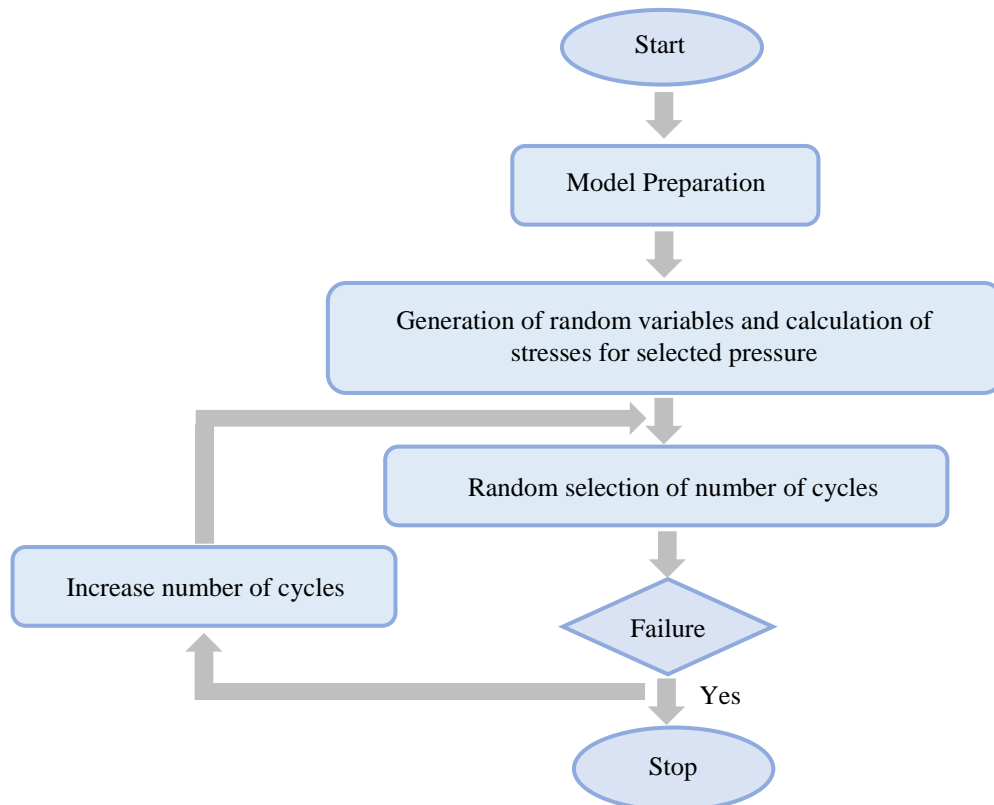 Start
Model Preparation
Generation of random variables and calculation of
stresses for selected pressure
Random selection of number of cycles
Increase number of cycles
Failure
Yes
Stop